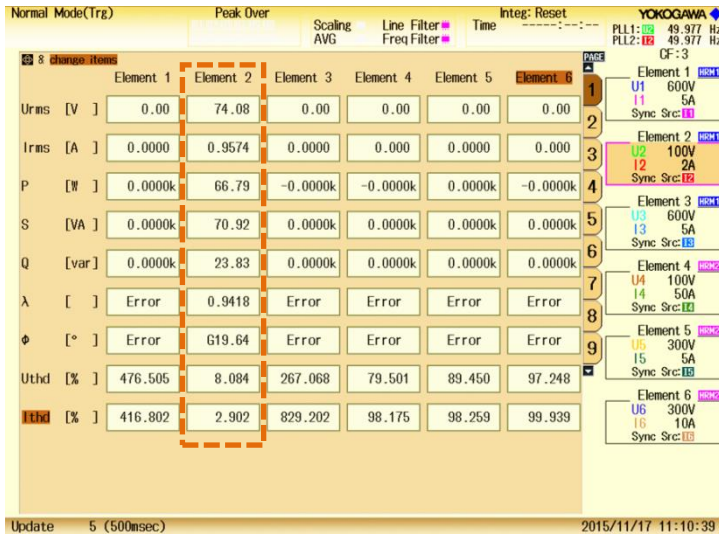 Normal Mode(Trg) Peak Over Scaling Line Filter Integ: Reset YOKOGAWA
AVG Freq Filter Time -----:--:-- PLL1: U2 49.977 Hz
PLL2: I2 49.977 Hz
8 change items PAGE CF:3
Element 1 Element 2 Element 3 Element 4 Element 5 Element 6
Urms [V ] 0.00 74.08 0.00 0.00 0.00 0.00
Irms [A ] 0.0000 0.9574 0.0000 0.000 0.0000 0.000
P [W ] 0.0000k 66.79 -0.0000k -0.0000k 0.0000k -0.0000k
S [VA ] 0.0000k 70.92 0.0000k 0.0000k 0.0000k 0.0000k
Q [var] 0.0000k 23.83 0.0000k 0.0000k 0.0000k 0.0000k
λ [ ] Error 0.9418 Error Error Error Error
Φ [° ] Error G19.64 Error Error Error Error
Uthd [% ] 476.505 8.084 267.068 79.501 89.450 97.248
Ithd [% ] 416.802 2.902 829.202 98.175 98.259 99.939
1
2
3
4
5
6
7
8
9
Element 1 HRM1
U1 600V
I1 5A
Sync Src: I1
Element 2 HRM1
U2 100V
I2 2A
Sync Src: I2
Element 3 HRM1
U3 600V
I3 5A
Sync Src: I3
Element 4 HRM2
U4 100V
I4 50A
Sync Src: I4
Element 5 HRM2
U5 300V
I5 5A
Sync Src: I5
Element 6 HRM2
U6 300V
I6 10A
Sync Src: I6
Update 5 (500msec) 2015/11/17 11:10:39